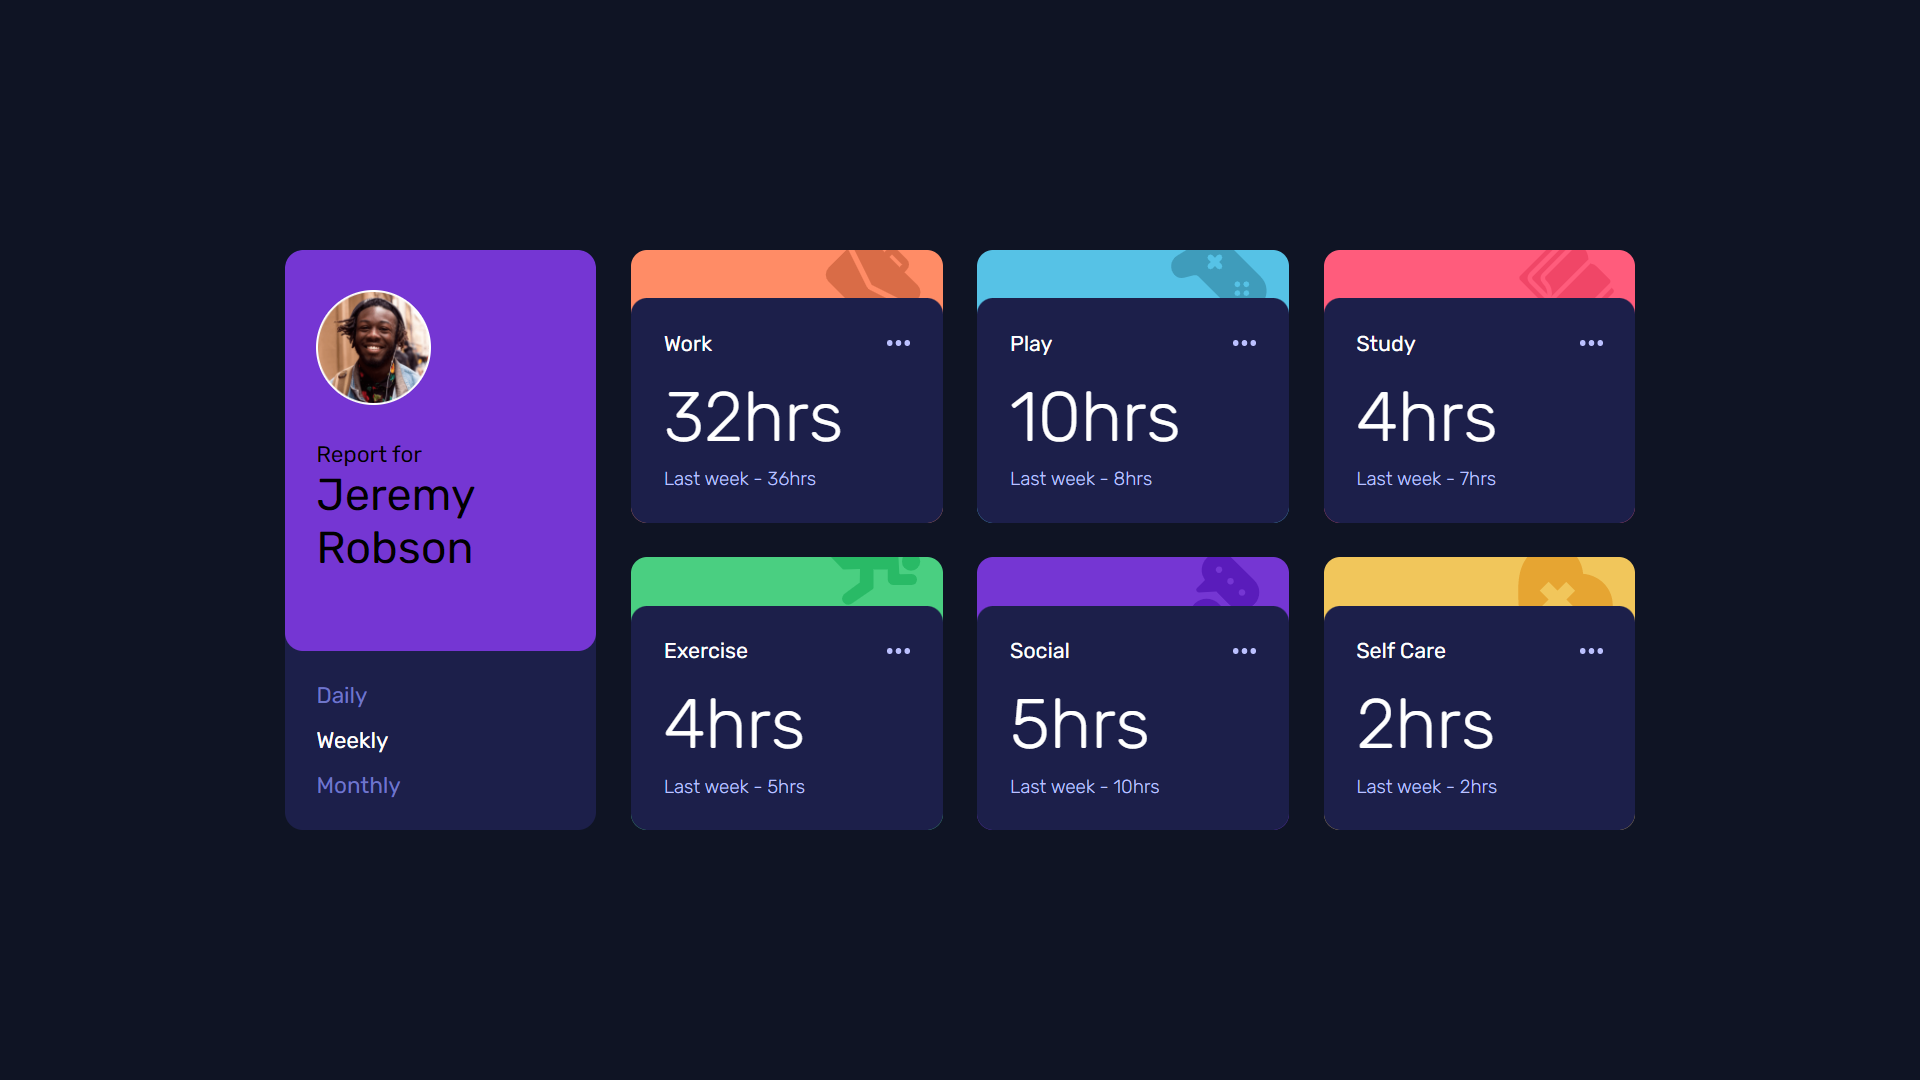 Report for
Jeremy
Robson
Daily
Weekly
Monthly
Work
32hrs
Last week - 36hrs
Play
10hrs
Last week - 8hrs
Study
4hrs
Last week - 7hrs
Exercise
4hrs
Last week - 5hrs
Social
5hrs
Last week - 10hrs
Self Care
2hrs
Last week - 2hrs